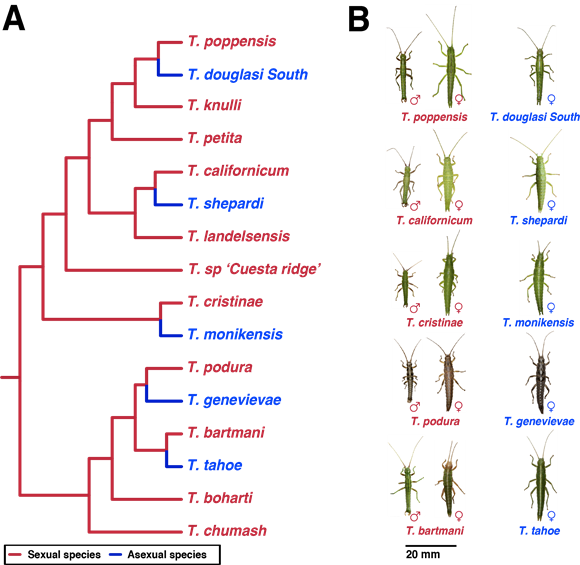 A
T. poppensis
T. douglasi South
T. knulli
T. petita
T. californicum
T. shepardi
T. landelsensis
T. sp ‘Cuesta ridge’
T. cristinae
T. monikensis
T. podura
T. genevievae
T. bartmani
T. tahoe
T. boharti
T. chumash
Sexual species Asexual species
B
♂ ♀ ♀
T. poppensis T. douglasi South
♂ ♀ ♀
T. californicum T. shepardi
♂ ♀ ♀
T. cristinae T. monikensis
♂ ♀ ♀
T. podura T. genevievae
♂ ♀ ♀
T. bartmani T. tahoe
20 mm